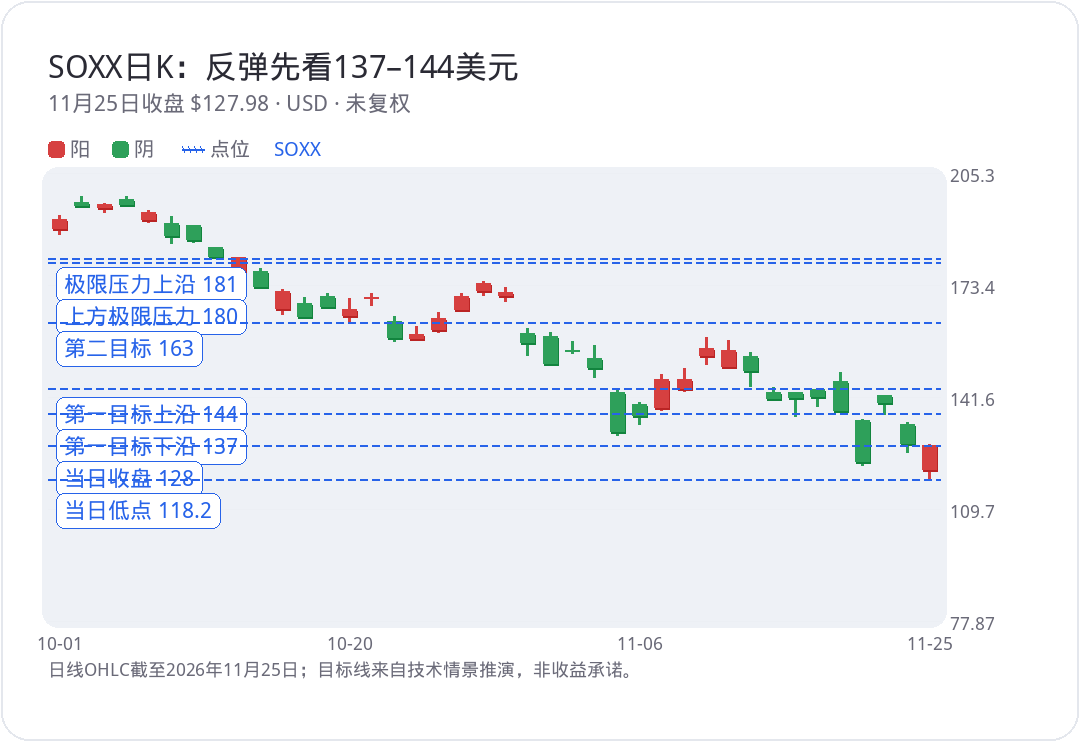 SOXX日K：反弹先看137–144美元
11月25日收盘 $127.98 · USD · 未复权
阳 阴 点位 SOXX
205.3
极限压力上沿 181
173.4
上方极限压力 180
第二目标 163
141.6
第一目标上沿 144
第一目标下沿 137
当日收盘 128
当日低点 118.2
109.7
77.87
10-01 10-20 11-06 11-25
日线OHLC截至2026年11月25日；目标线来自技术情景推演，非收益承诺。